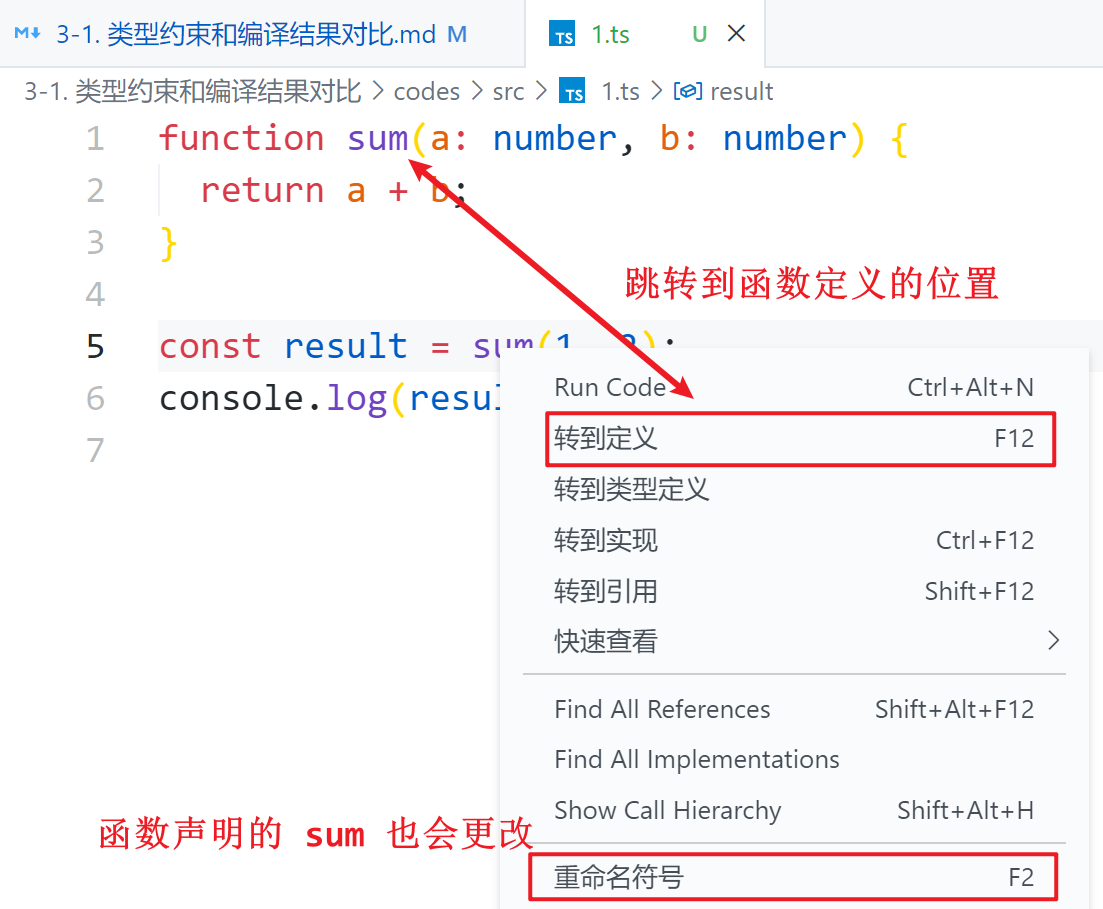 3-1. 类型约束和编译结果对比.md M TS 1.ts U
3-1. 类型约束和编译结果对比 > codes > src > TS 1.ts > result
1 function sum(a: number, b: number) {
2 return a + b;
3 }
跳转到函数定义的位置
4
5 const result = sum(1, 2);
6 console.log(resul
7
Run Code Ctrl+Alt+N
转到定义 F12
转到类型定义
转到实现 Ctrl+F12
转到引用 Shift+F12
快速查看
Find All References Shift+Alt+F12
Find All Implementations
Show Call Hierarchy Shift+Alt+H
函数声明的 sum 也会更改
重命名符号 F2